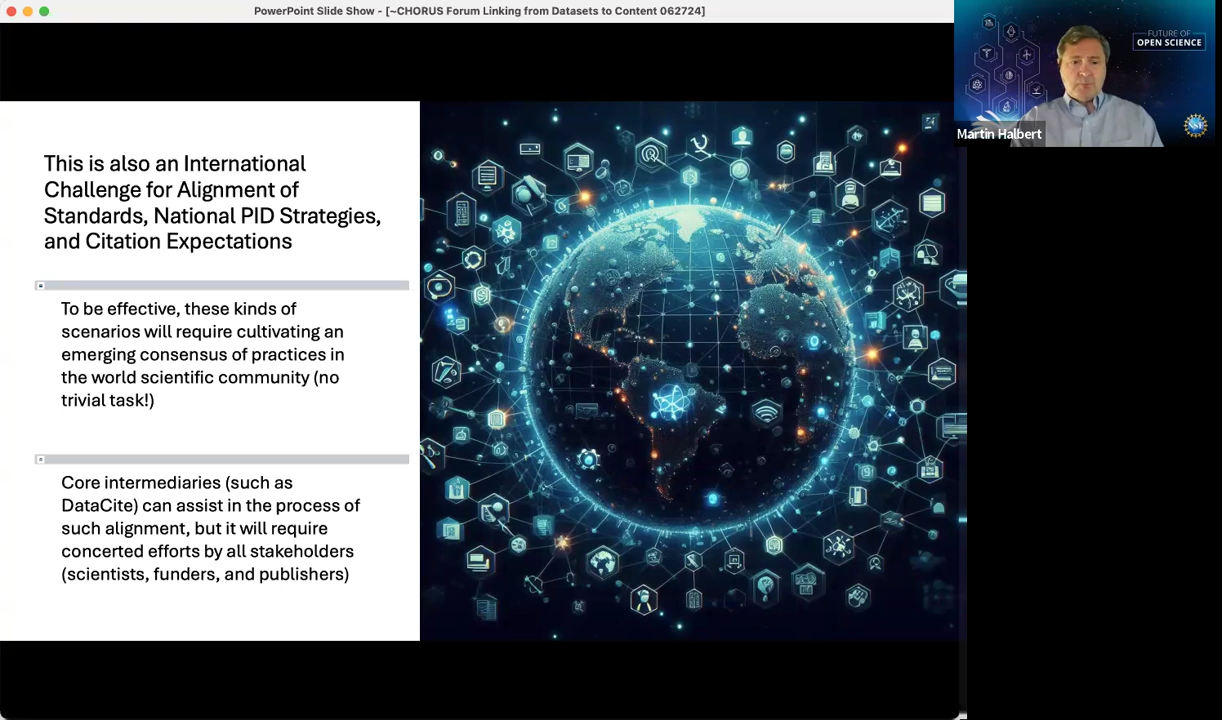 PowerPoint Slide Show - [~CHORUS Forum Linking from Datasets to Content 062724]
FUTURE OF
OPEN SCIENCE
NSF
Martin Halbert
This is also an International
Challenge for Alignment of
Standards, National PID Strategies,
and Citation Expectations
To be effective, these kinds of
scenarios will require cultivating an
emerging consensus of practices in
the world scientific community (no
trivial task!)
Core intermediaries (such as
DataCite) can assist in the process of
such alignment, but it will require
concerted efforts by all stakeholders
(scientists, funders, and publishers)